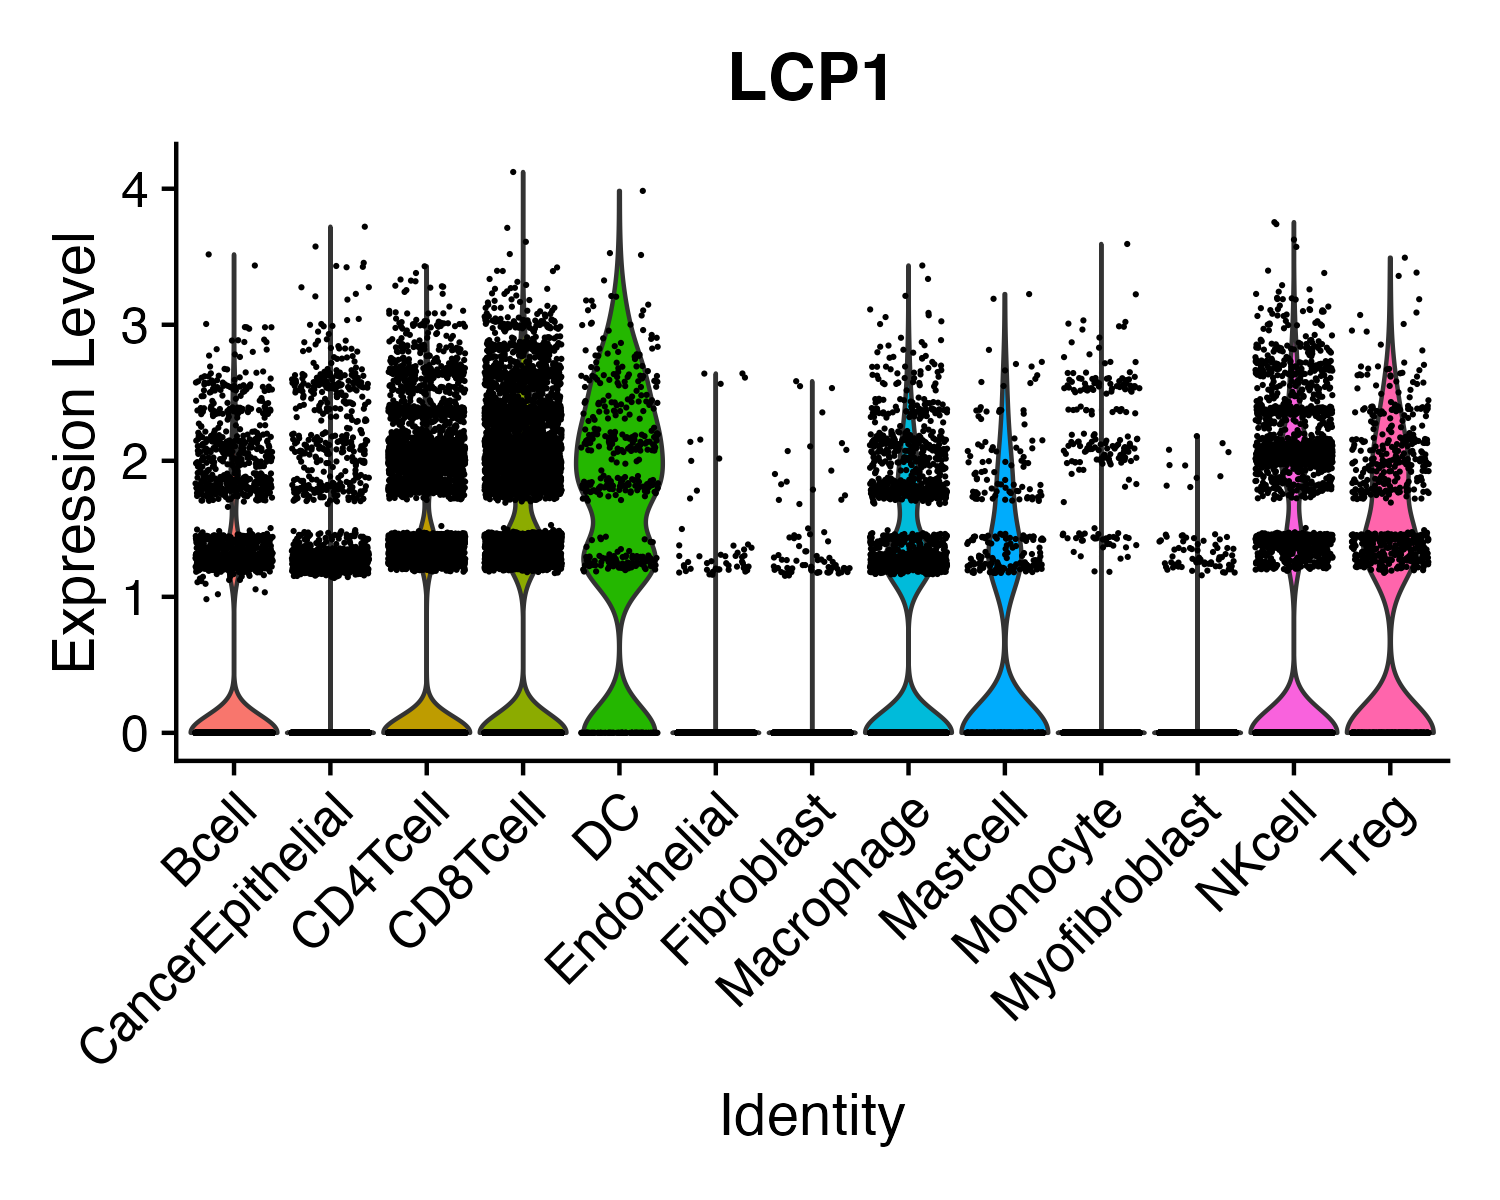 LCP1
Expression Level
4
3
2
1
0
Bcell
CancerEpithelial
CD4Tcell
CD8Tcell
DC
Endothelial
Fibroblast
Macrophage
Mastcell
Monocyte
Myofibroblast
NKcell
Treg
Identity